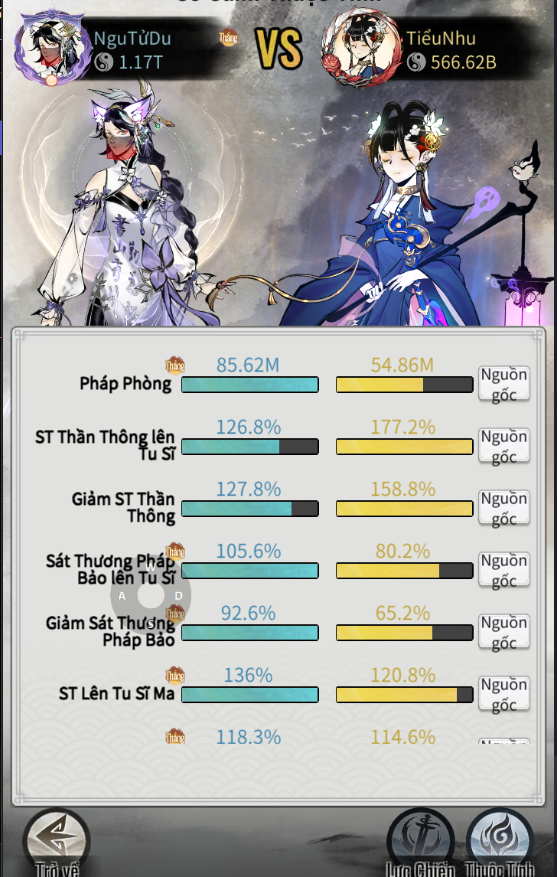 NguTửDu
Thắng
VS
TiểuNhu
1.17T
566.62B
Thắng
85.62M
54.86M
Pháp Phòng
Nguồn
gốc
126.8%
177.2%
ST Thần Thông lên
Tu Sĩ
Nguồn
gốc
127.8%
158.8%
Giảm ST Thần
Thông
Nguồn
gốc
Thắng
105.6%
80.2%
Sát Thương Pháp
Bảo lên Tu Sĩ
Nguồn
gốc
W
A
D
S
Thắng
92.6%
65.2%
Giảm Sát Thương
Pháp Bảo
Nguồn
gốc
Thắng
136%
120.8%
ST Lên Tu Sĩ Ma
Nguồn
gốc
Thắng
118.3%
114.6%
Nguồn
Trở về
Lực Chiến
Thuộc Tính